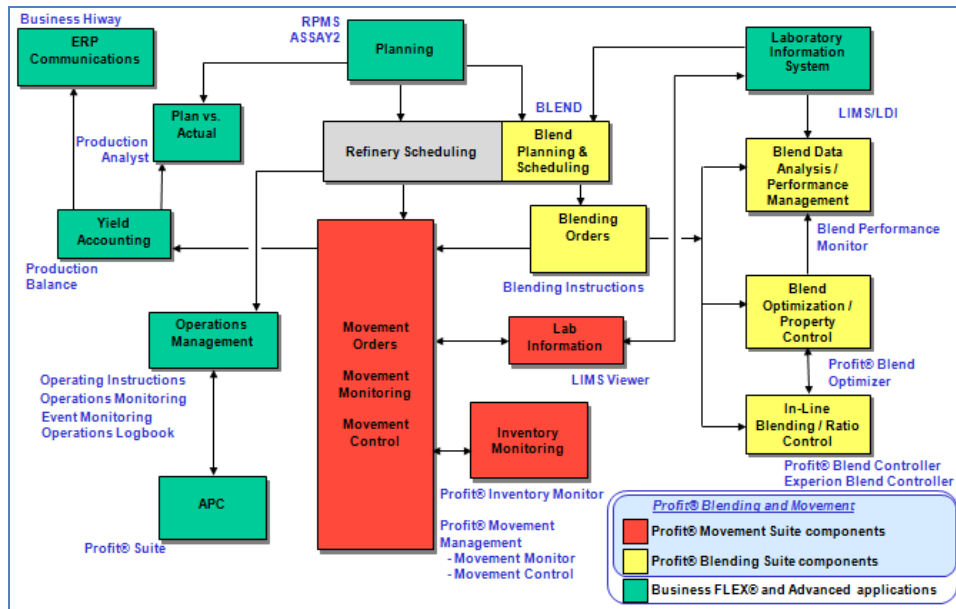 Business Hiway
ERP
Communications
RPMS
ASSAY2
Planning
Laboratory
Information
System
Plan vs.
Actual
BLEND
LIMS/LDI
Production
Analyst
Refinery Scheduling
Blend
Planning &
Scheduling
Blend Data
Analysis /
Performance
Management
Yield
Accounting
Blending
Orders
Blend Performance
Monitor
Production
Balance
Blending Instructions
Blend
Optimization /
Property
Control
Operations
Management
Movement
Orders
Movement
Monitoring
Movement
Control
Lab
Information
LIMS Viewer
Profit® Blend
Optimizer
Operating Instructions
Operations Monitoring
Event Monitoring
Operations Logbook
Inventory
Monitoring
In-Line
Blending / Ratio
Control
Profit® Blend Controller
Experion Blend Controller
APC
Profit® Suite
Profit® Inventory Monitor
Profit® Movement
Management
- Movement Monitor
- Movement Control
Profit® Blending and Movement
Profit® Movement Suite components
Profit® Blending Suite components
Business FLEX® and Advanced applications